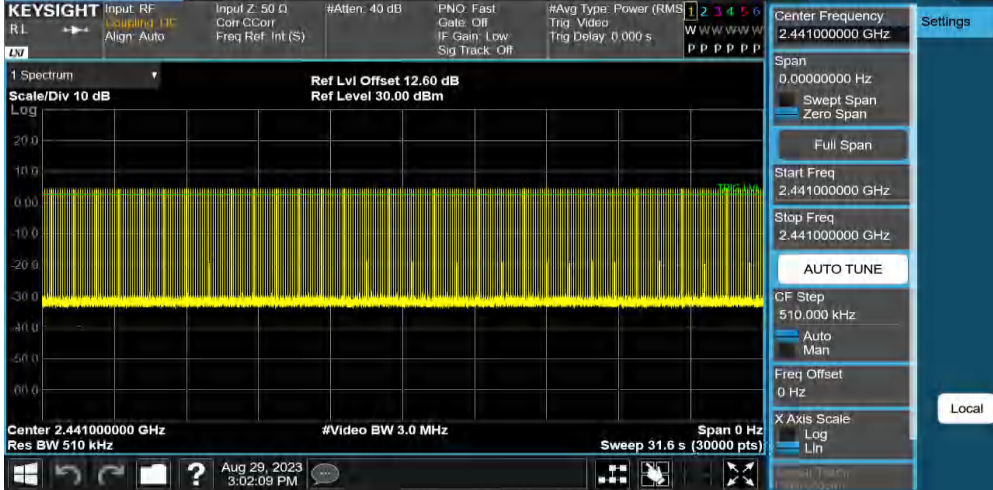 KEYSIGHT
RL
LXI
Input: RF
Coupling: DC
Align: Auto
Input Z: 50 Ω
Corr CCorr
Freq Ref: Int (S)
#Atten: 40 dB
PNO: Fast
Gate: Off
IF Gain: Low
Sig Track: Off
#Avg Type: Power (RMS
Trig: Video
Trig Delay: 0.000 s
1 2 3 4 5 6
W W W W W W
P P P P P P
1 Spectrum
Scale/Div 10 dB
Log
Ref Lvl Offset 12.60 dB
Ref Level 30.00 dBm
20.0
10.0
0.00
-10.0
-20.0
-30.0
-40.0
-50.0
-60.0
TRIG LVL
Center 2.441000000 GHz
Res BW 510 kHz
#Video BW 3.0 MHz
Span 0 Hz
Sweep 31.6 s (30000 pts)
?
Aug 29, 2023
3:02:09 PM
Center Frequency
2.441000000 GHz
Span
0.00000000 Hz
Swept Span
Zero Span
Full Span
Start Freq
2.441000000 GHz
Stop Freq
2.441000000 GHz
AUTO TUNE
CF Step
510.000 kHz
Auto
Man
Freq Offset
0 Hz
X Axis Scale
Log
Lin
Settings
Local